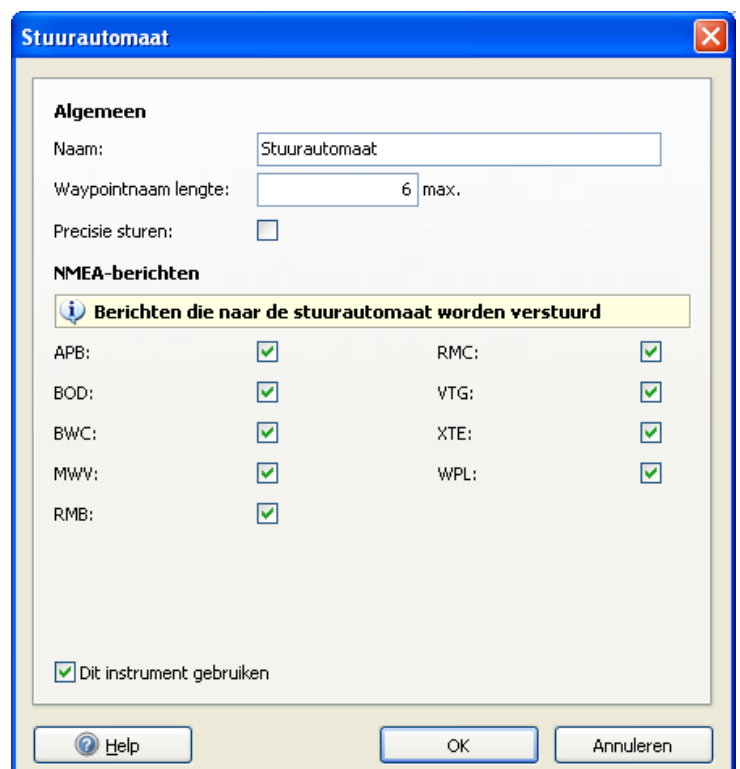 Stuurautomaat
Algemeen
Naam: Stuurautomaat
Waypointnaam lengte: 6 max.
Precisie sturen:
NMEA-berichten
Berichten die naar de stuurautomaat worden verstuurd
APB: RMC:
BOD: VTG:
BWC: XTE:
MWV: WPL:
RMB:
Dit instrument gebruiken
Help OK Annuleren